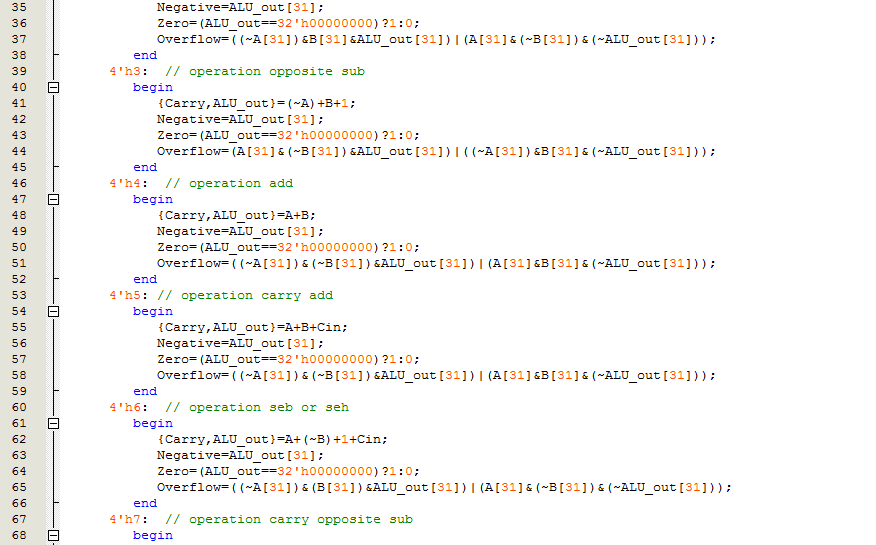 35 Negative=ALU_out[31];
36 Zero=(ALU_out==32'h00000000)?1:0;
37 Overflow=((~A[31])&B[31]&ALU_out[31])|(A[31]&(~B[31])&(~ALU_out[31]));
38 end
39 4'h3: // operation opposite sub
40 begin
41 {Carry,ALU_out}=(~A)+B+1;
42 Negative=ALU_out[31];
43 Zero=(ALU_out==32'h00000000)?1:0;
44 Overflow=(A[31]&(~B[31])&ALU_out[31])|((~A[31])&B[31]&(~ALU_out[31]));
45 end
46 4'h4: // operation add
47 begin
48 {Carry,ALU_out}=A+B;
49 Negative=ALU_out[31];
50 Zero=(ALU_out==32'h00000000)?1:0;
51 Overflow=((~A[31])&(~B[31])&ALU_out[31])|(A[31]&B[31]&(~ALU_out[31]));
52 end
53 4'h5: // operation carry add
54 begin
55 {Carry,ALU_out}=A+B+Cin;
56 Negative=ALU_out[31];
57 Zero=(ALU_out==32'h00000000)?1:0;
58 Overflow=((~A[31])&(~B[31])&ALU_out[31])|(A[31]&B[31]&(~ALU_out[31]));
59 end
60 4'h6: // operation seb or seh
61 begin
62 {Carry,ALU_out}=A+(~B)+1+Cin;
63 Negative=ALU_out[31];
64 Zero=(ALU_out==32'h00000000)?1:0;
65 Overflow=((~A[31])&(B[31])&ALU_out[31])|(A[31]&(~B[31])&(~ALU_out[31]));
66 end
67 4'h7: // operation carry opposite sub
68 begin